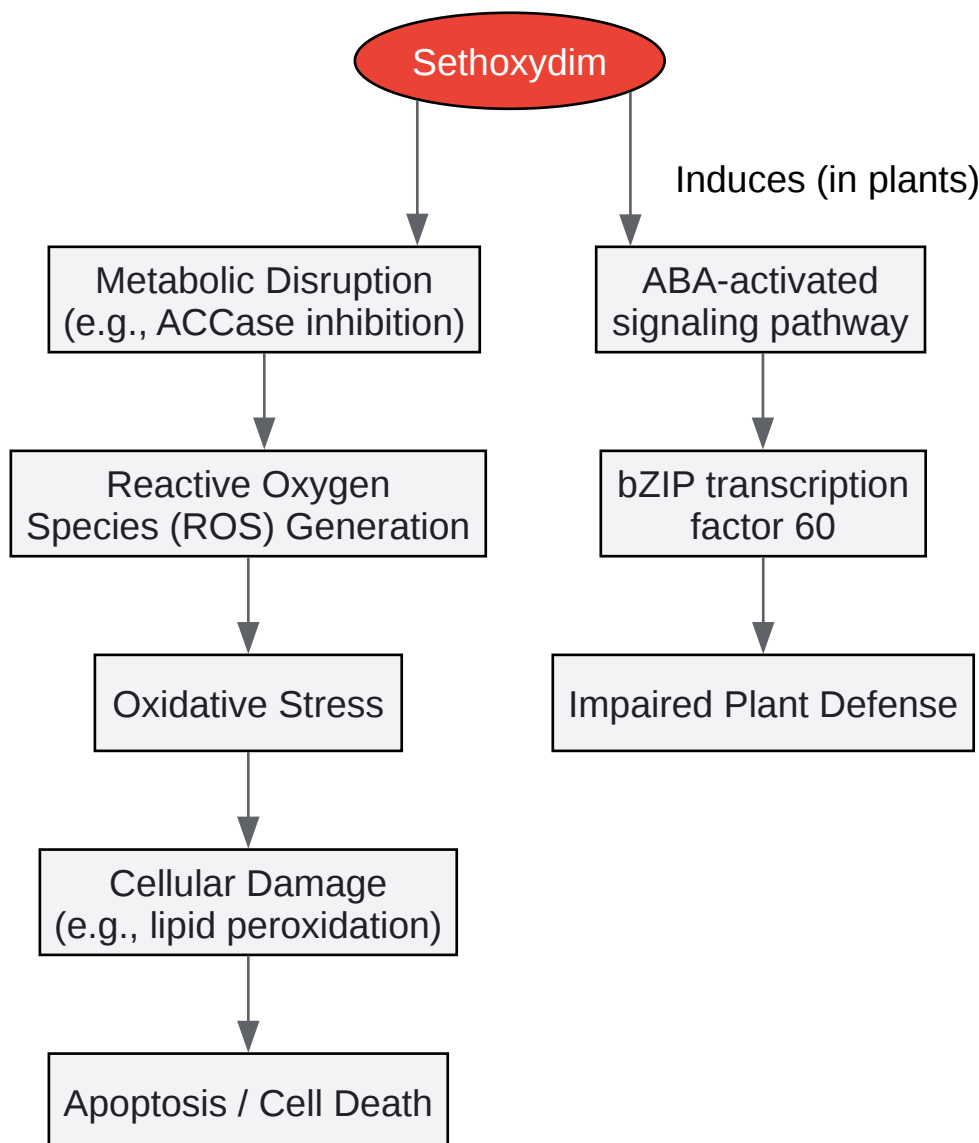 Sethoxydim
Induces (in plants)
Metabolic Disruption
(e.g., ACCase inhibition)
ABA-activated
signaling pathway
Reactive Oxygen
Species (ROS) Generation
bZIP transcription
factor 60
Oxidative Stress
Impaired Plant Defense
Cellular Damage
(e.g., lipid peroxidation)
Apoptosis / Cell Death